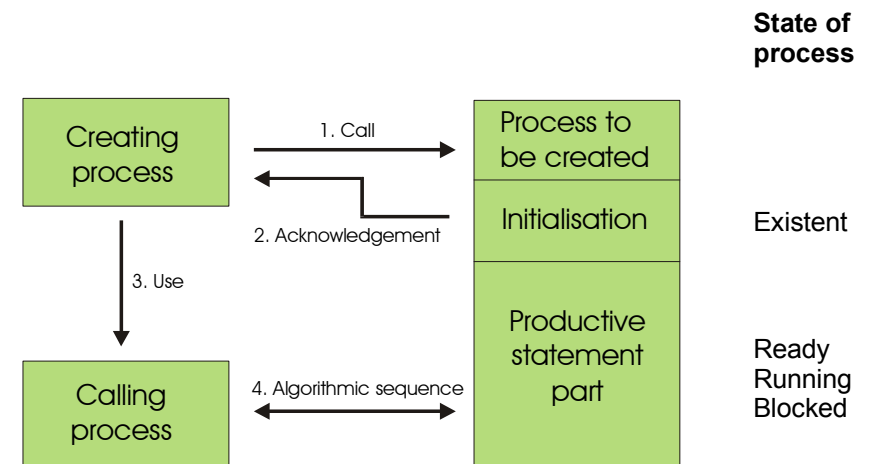 State of
process
Creating
process
1. Call
Process to
be created
2. Acknowledgement
Initialisation
Existent
3. Use
Productive
statement
part
Ready
Running
Blocked
Calling
process
4. Algorithmic sequence